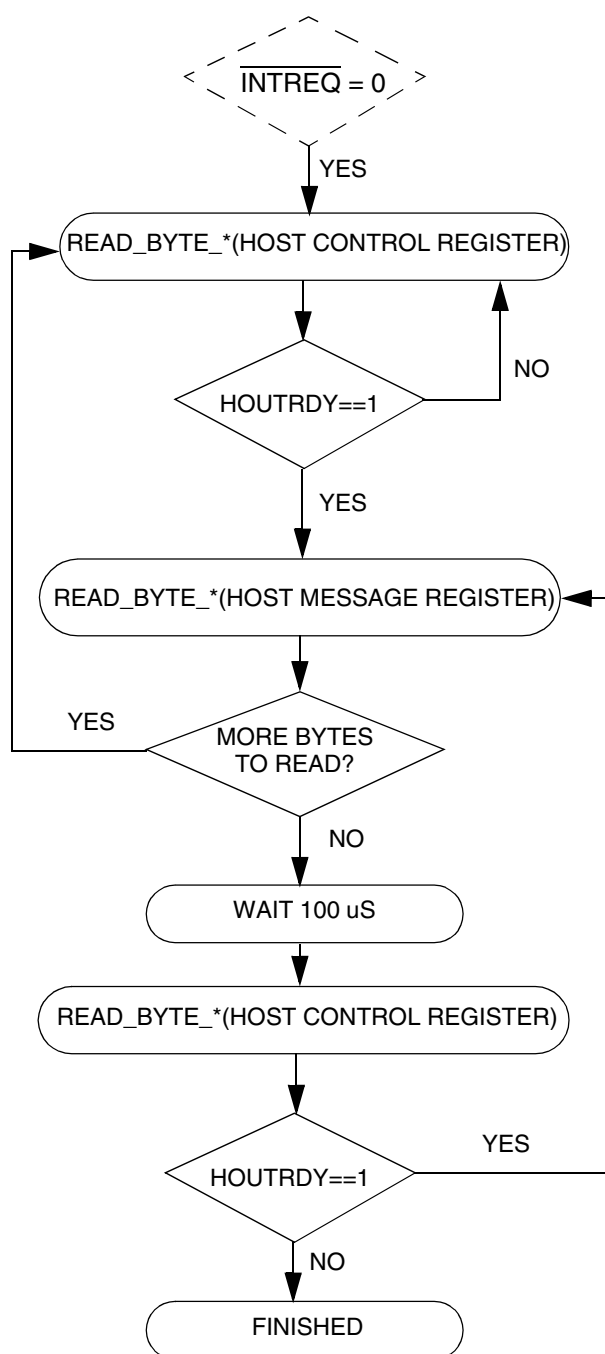 INTREQ = 0
YES
READ_BYTE_*(HOST CONTROL REGISTER)
NO
HOUTRDY==1
YES
READ_BYTE_*(HOST MESSAGE REGISTER)
YES
MORE BYTES
TO READ?
NO
WAIT 100 uS
READ_BYTE_*(HOST CONTROL REGISTER)
YES
HOUTRDY==1
NO
FINISHED